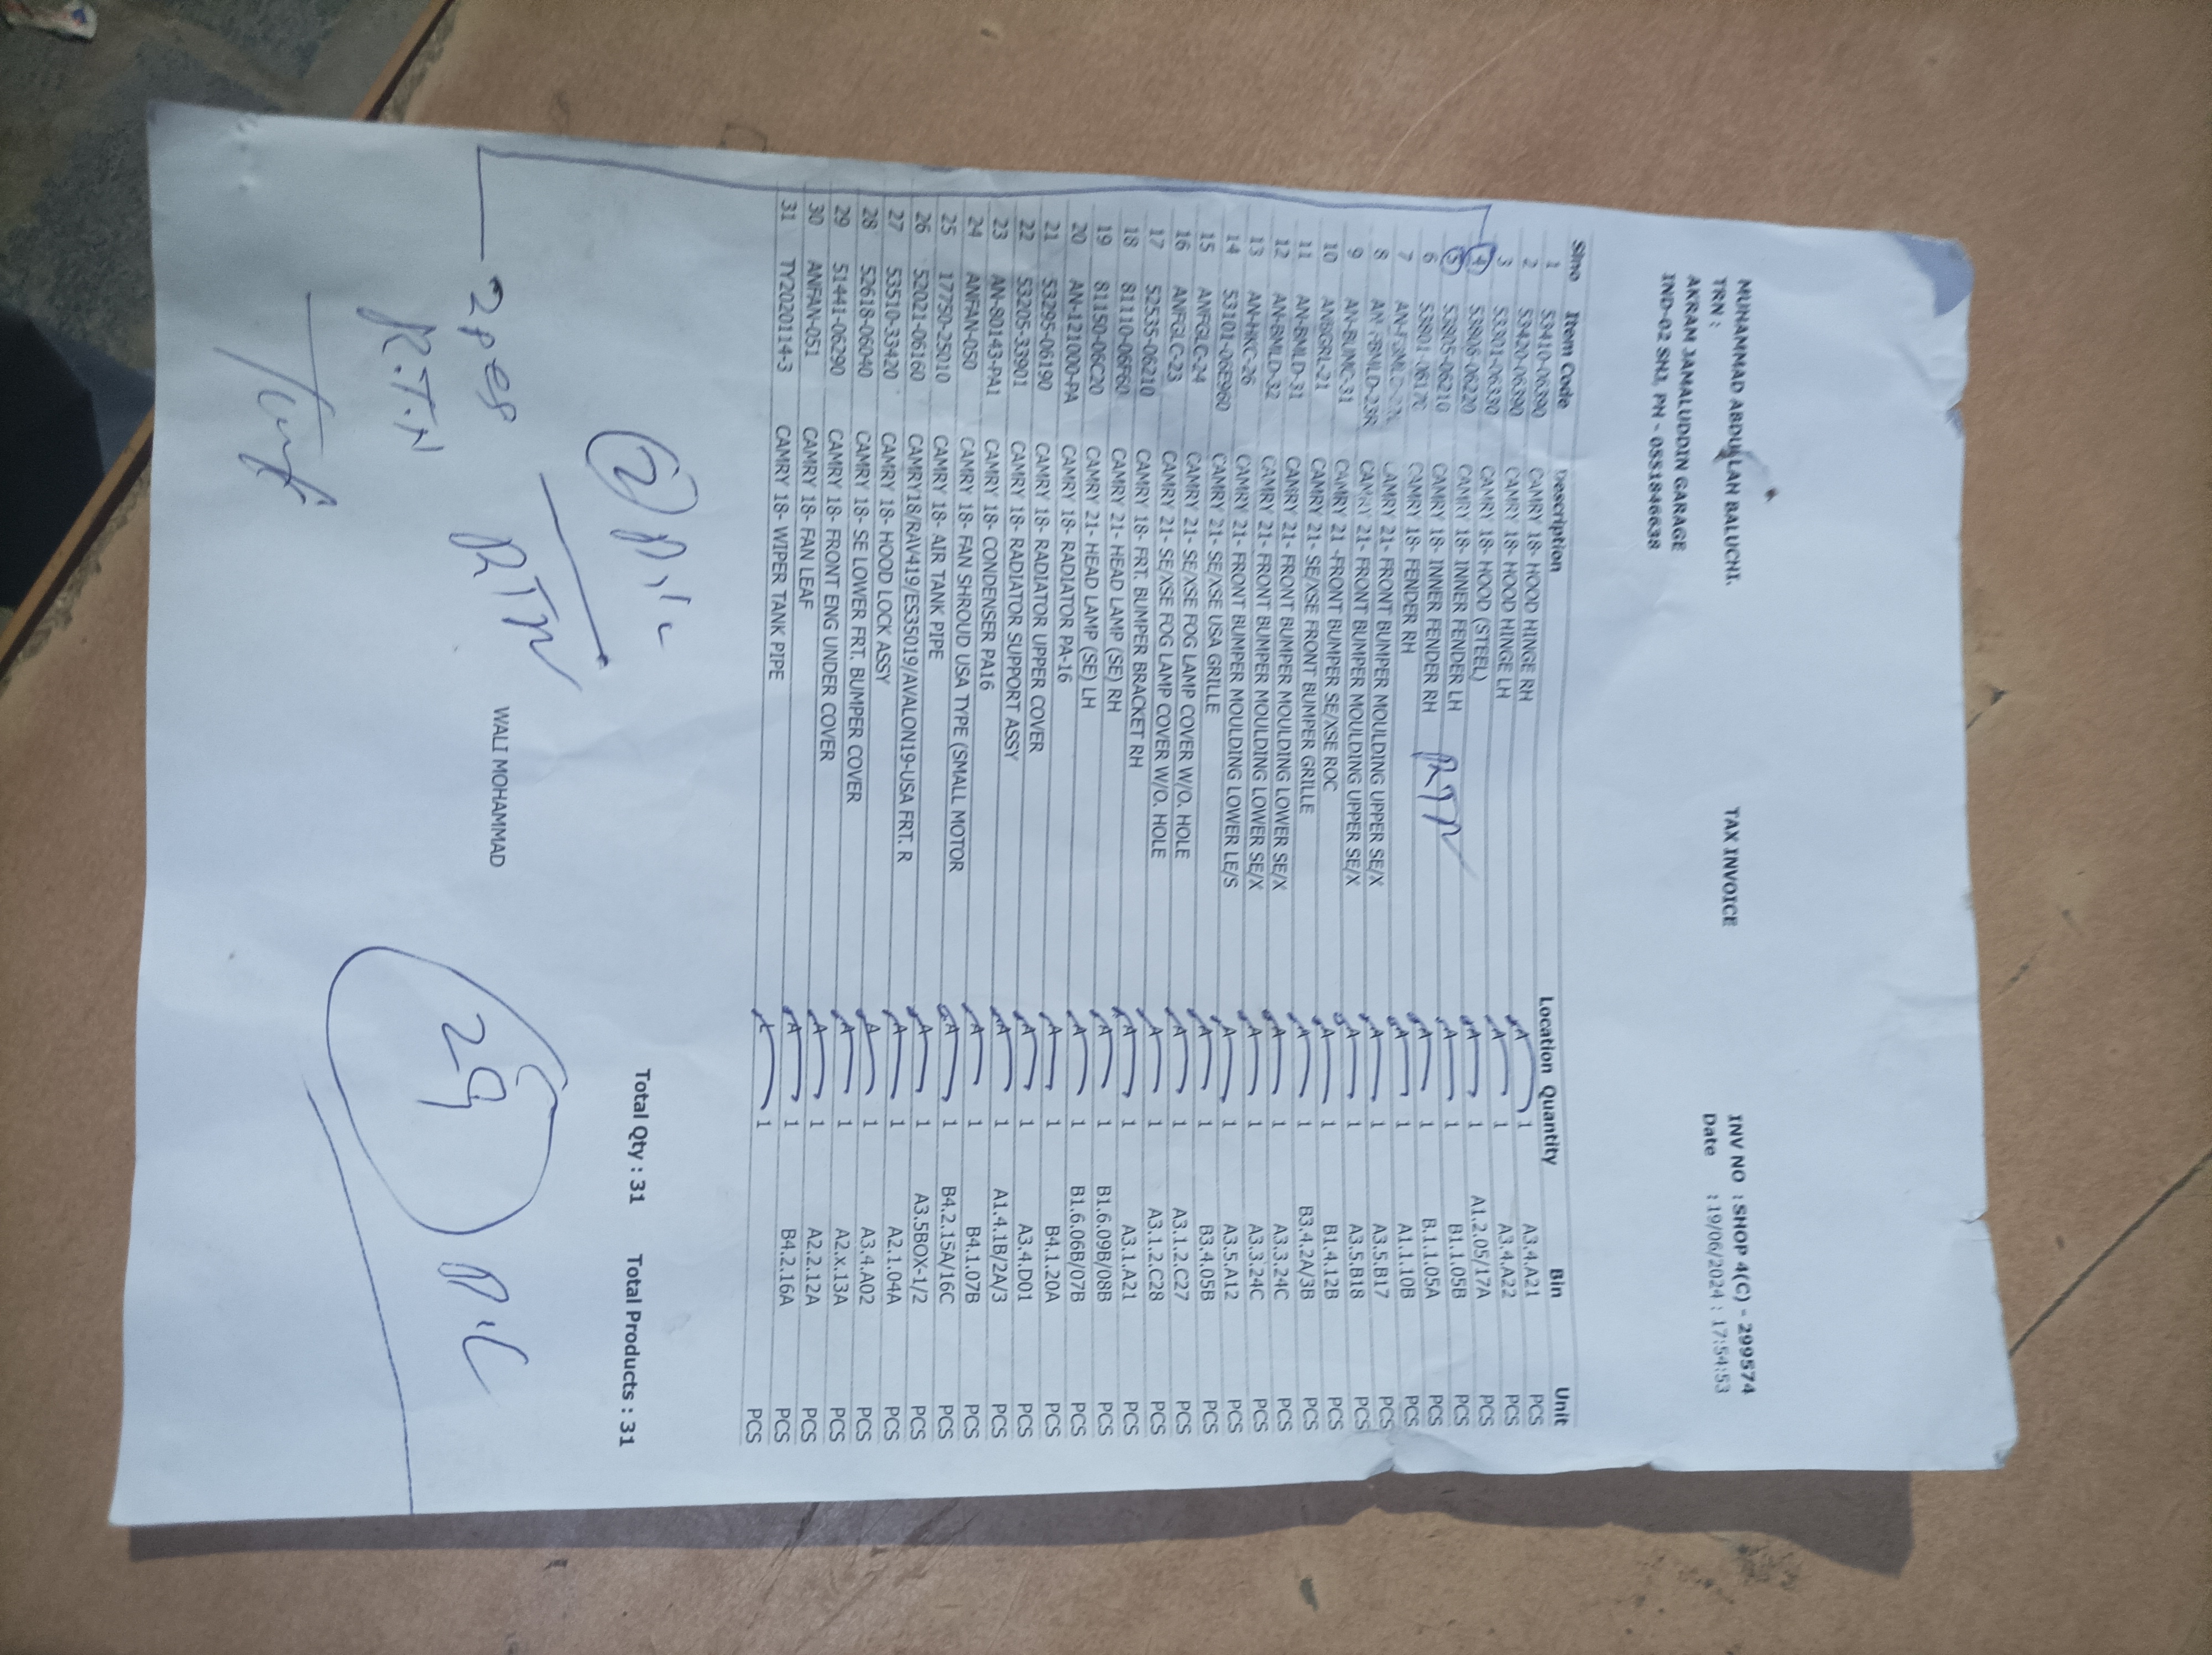 MUHAMMAD ABDULLAH BALUCHI. TAX INVOICE INV NO : SHOP 4(C) - 299574
TRN : Date : 19/06/2024 : 17:54:53
AKRAM JAMALUDDIN GARAGE
IND-02 SHJ, PH - 0551846638
Slno Item Code Description Location Quantity Bin Unit
1 53410-06390 CAMRY 18- HOOD HINGE RH A 1 A3.4.A21 PCS
2 53420-06390 CAMRY 18- HOOD HINGE LH A 1 A3.4.A22 PCS
3 53301-06330 CAMRY 18- HOOD (STEEL) A 1 A1.2.05/17A PCS
4 53806-06220 CAMRY 18- INNER FENDER LH A 1 B1.1.05B PCS
5 53805-06210 CAMRY 18- INNER FENDER RH RTN A 1 B.1.1.05A PCS
6 53801-06170 CAMRY 18- FENDER RH A 1 A1.1.10B PCS
7 CAMRY 21- FRONT BUMPER MOULDING UPPER SE/X A 1 A3.5.B17 PCS
8 AN-FBMLD-23R CAMRY 21- FRONT BUMPER MOULDING UPPER SE/X A 1 A3.5.B18 PCS
9 AN-BUMC-31 CAMRY 21 -FRONT BUMPER SE/XSE ROC A 1 B1.4.12B PCS
10 ANBGRL-21 CAMRY 21- SE/XSE FRONT BUMPER GRILLE A 1 B3.4.2A/3B PCS
11 AN-BMLD-31 CAMRY 21- FRONT BUMPER MOULDING LOWER SE/X A 1 A3.3.24C PCS
12 AN-BMLD-32 CAMRY 21- FRONT BUMPER MOULDING LOWER SE/X A 1 A3.3.24C PCS
13 AN-HKC-26 CAMRY 21- FRONT BUMPER MOULDING LOWER LE/S A 1 A3.5.A12 PCS
14 53101-06E960 CAMRY 21- SE/XSE USA GRILLE A 1 B3.4.05B PCS
15 ANFGLC-24 CAMRY 21- SE/XSE FOG LAMP COVER W/O. HOLE A 1 A3.1.2.C27 PCS
16 ANFGLC-23 CAMRY 21- SE/XSE FOG LAMP COVER W/O. HOLE A 1 A3.1.2.C28 PCS
17 52535-06210 CAMRY 18- FRT. BUMPER BRACKET RH A 1 A3.1.A21 PCS
18 81110-06P60 CAMRY 21- HEAD LAMP (SE) RH A 1 B1.6.09B/08B PCS
19 81150-06C20 CAMRY 21- HEAD LAMP (SE) LH A 1 B1.6.06B/07B PCS
20 AN-121000-PA CAMRY 18- RADIATOR PA-16 A 1 B4.1.20A PCS
21 53295-06190 CAMRY 18- RADIATOR UPPER COVER A 1 A3.4.D01 PCS
22 53205-33901 CAMRY 18- RADIATOR SUPPORT ASSY A 1 A1.4.1B/2A/3 PCS
23 AN-80143-PA1 CAMRY 18- CONDENSER PA16 A 1 B4.1.07B PCS
24 ANFAN-050 CAMRY 18- FAN SHROUD USA TYPE (SMALL MOTOR A 1 B4.2.15A/16C PCS
25 17750-25010 CAMRY 18- AIR TANK PIPE A 1 A3.5BOX-1/2 PCS
26 52021-06160 CAMRY18/RAV419/ES35019/AVALON19-USA FRT. R A 1 A2.1.04A PCS
27 53510-33420 CAMRY 18- HOOD LOCK ASSY A 1 A3.4.A02 PCS
28 52618-06040 CAMRY 18- SE LOVER FRT. BUMPER COVER A 1 A2.x.13A PCS
29 51441-06290 CAMRY 18- FRONT ENG UNDER COVER A 1 A2.2.12A PCS
30 ANFAN-051 CAMRY 18- FAN LEAF A 1 B4.2.16A PCS
31 TY2020114-3 CAMRY 18- WIPER TANK PIPE 1 PCS
Total Qty : 31 Total Products : 31
2
RTN
WALI MOHAMMAD
2 pes
R.T.N
29